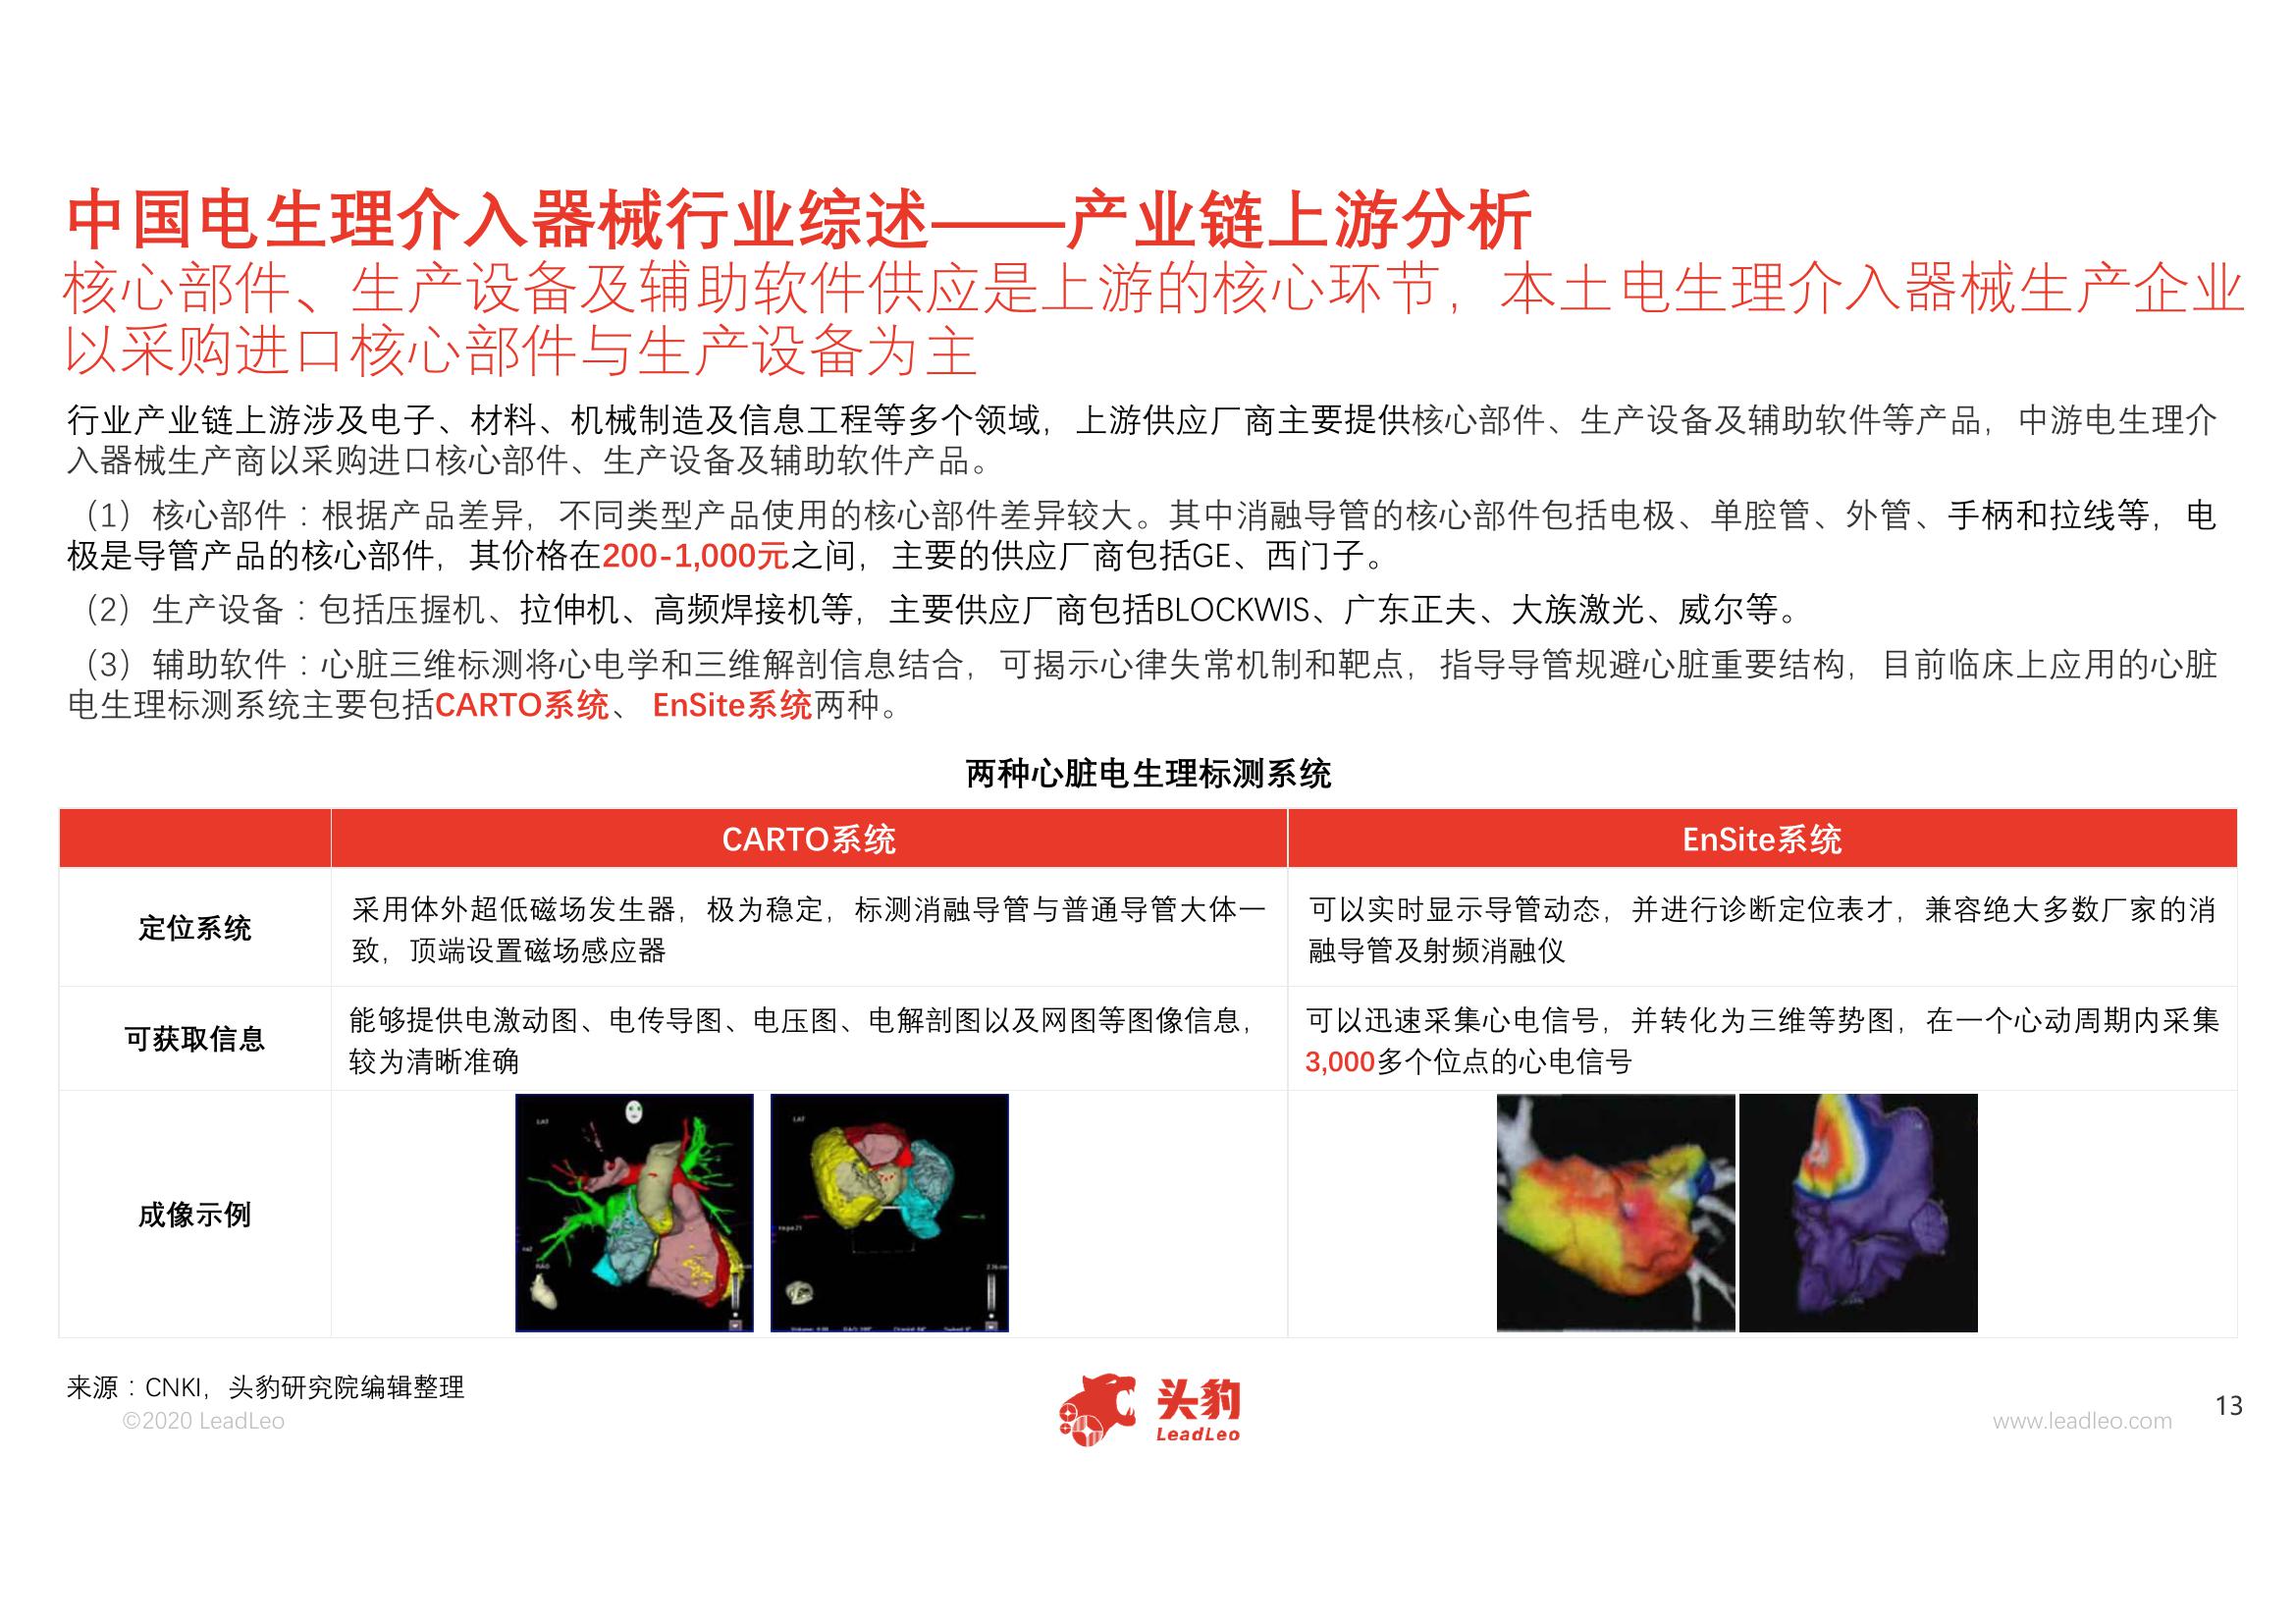 中国电生理介入器械行业综述——产业链上游分析
核心部件、生产设备及辅助软件供应是上游的核心环节，本土电生理介入器械生产企业
以采购进口核心部件与生产设备为主
行业产业链上游涉及电子、材料、机械制造及信息工程等多个领域，上游供应厂商主要提供核心部件、生产设备及辅助软件等产品，中游电生理介
入器械生产商以采购进口核心部件、生产设备及辅助软件产品。
（1）核心部件：根据产品差异，不同类型产品使用的核心部件差异较大。其中消融导管的核心部件包括电极、单腔管、外管、手柄和拉线等，电
极是导管产品的核心部件，其价格在200-1,000元之间，主要的供应厂商包括GE、西门子。
（2）生产设备：包括压握机、拉伸机、高频焊接机等，主要供应厂商包括BLOCKWIS、广东正夫、大族激光、威尔等。
（3）辅助软件：心脏三维标测将心电学和三维解剖信息结合，可揭示心律失常机制和靶点，指导导管规避心脏重要结构，目前临床上应用的心脏
电生理标测系统主要包括CARTO系统、 EnSite系统两种。
两种心脏电生理标测系统
CARTO系统
EnSite系统
定位系统
采用体外超低磁场发生器，极为稳定，标测消融导管与普通导管大体一
致，顶端设置磁场感应器
可以实时显示导管动态，并进行诊断定位表才，兼容绝大多数厂家的消
融导管及射频消融仪
可获取信息
能够提供电激动图、电传导图、电压图、电解剖图以及网图等图像信息，
较为清晰准确
可以迅速采集心电信号，并转化为三维等势图，在一个心动周期内采集
3,000多个位点的心电信号
成像示例
LAT
RAO
LAT
来源：CNKI，头豹研究院编辑整理
©2020 LeadLeo
头豹
LeadLeo
www.leadleo.com
13